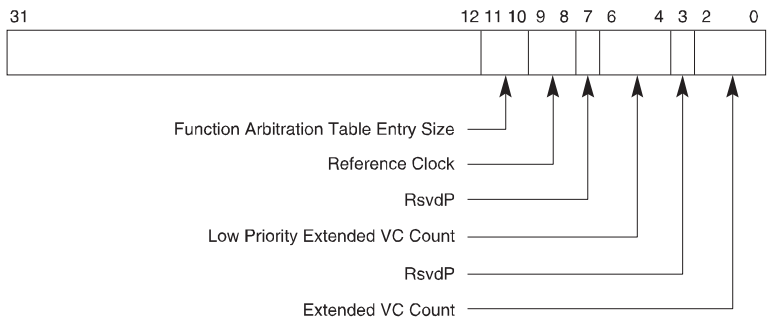 31 12 11 10 9 8 7 6 4 3 2 0
Function Arbitration Table Entry Size
Reference Clock
RsvdP
Low Priority Extended VC Count
RsvdP
Extended VC Count